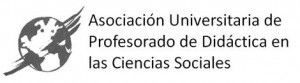 Asociación Universitaria de
Profesorado de Didáctica en
las Ciencias Sociales